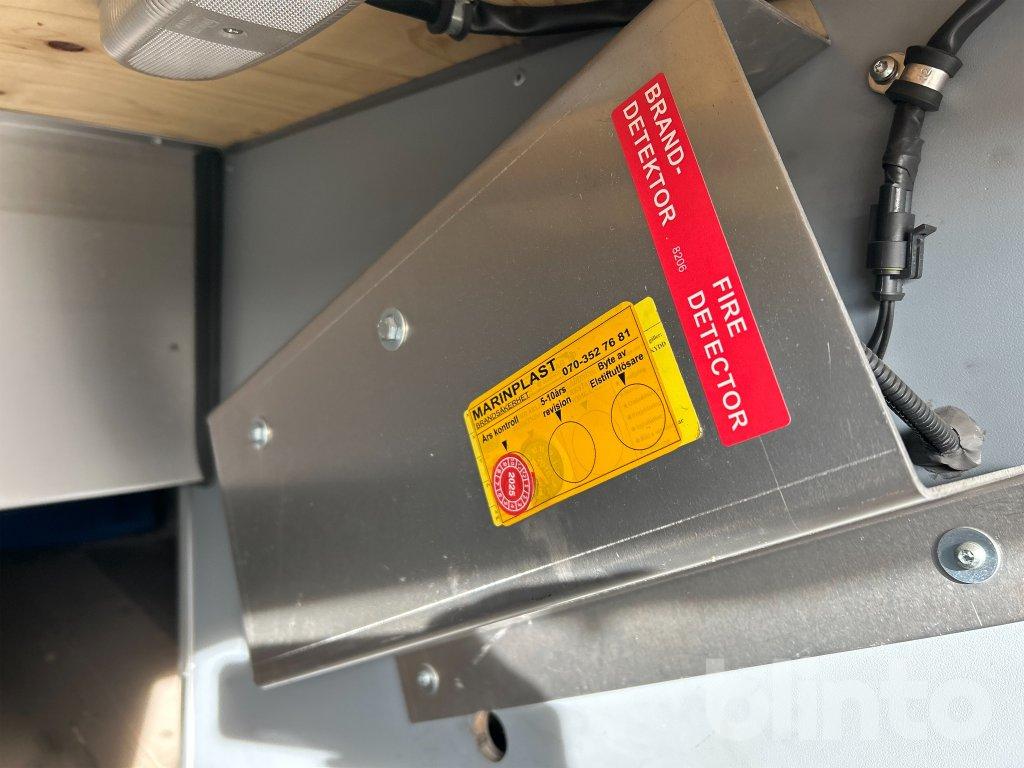 BRAND-
DETEKTOR
8206
FIRE
DETECTOR
MARINPLAST
BRANDSÄKERHET 070-352 76 81
Års kontroll
5-10års
revision
Byte av
Elstiftutlösare
2025
blinto